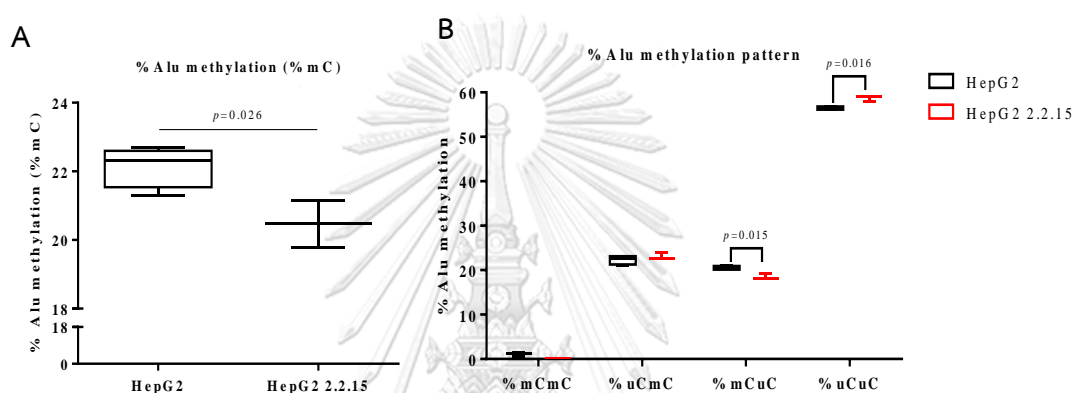 A
% Alu methylation (%mC)
p=0.026
% Alu methylation (%mC)
24
22
20
18
18
0
HepG2
HepG2 2.2.15
B
% Alu methylation pattern
p=0.016
p=0.015
% Alu methylation
60
50
40
30
20
10
0
%mCmC
%uCmC
%mCuC
%uCuC
HepG2
HepG2 2.2.15